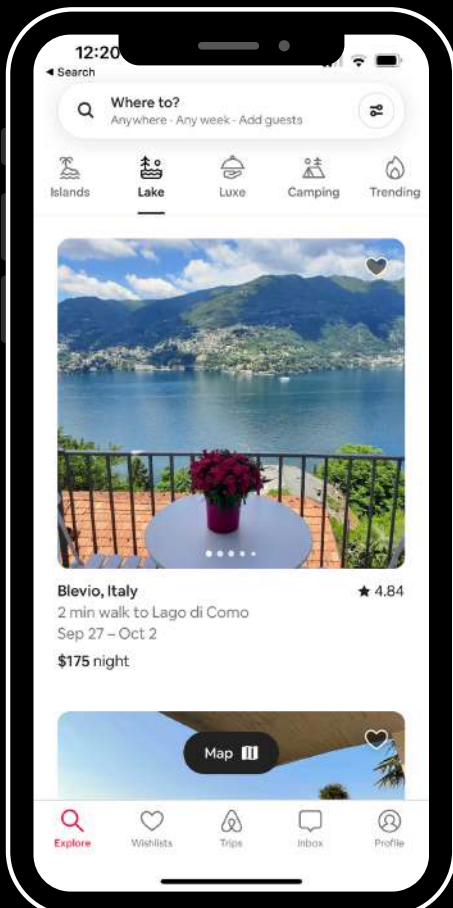 12:20
◀ Search
Where to?
Anywhere · Any week · Add guests
Islands
Lake
Luxe
Camping
Trending
Blevio, Italy
★ 4.84
2 min walk to Lago di Como
Sep 27 – Oct 2
$175 night
Map
Explore
Wishlists
Trips
Inbox
Profile